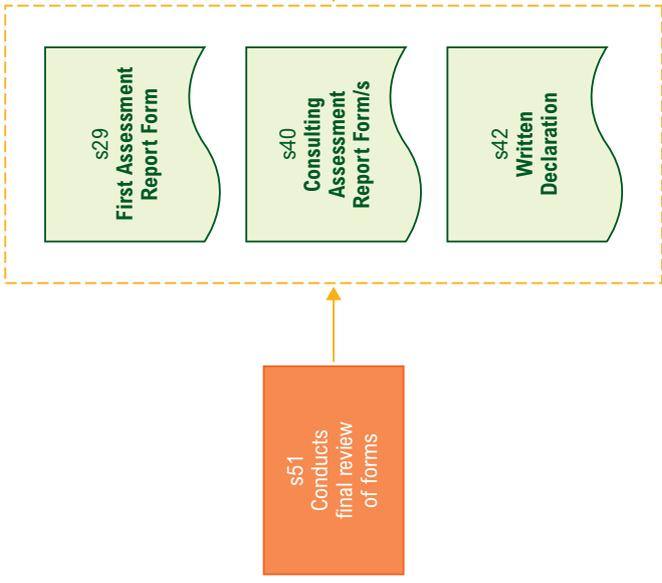 s29
First Assessment
Report Form
s40
Consulting
Assessment
Report Form/s
s42
Written
Declaration
s51
Conducts
final review
of forms